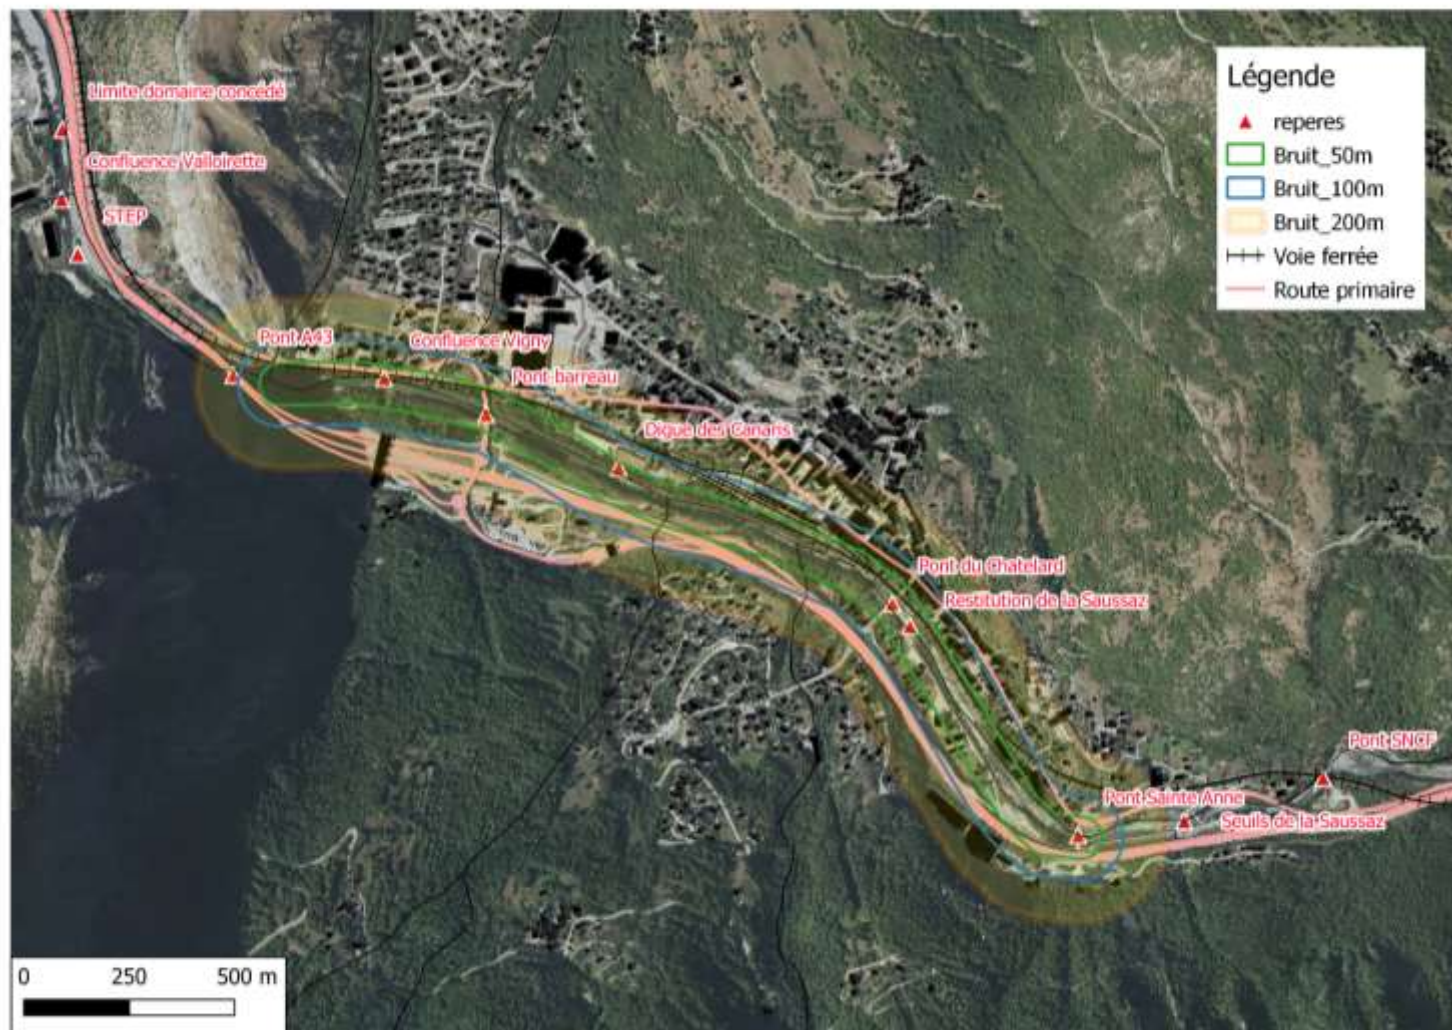 Légende
reperes
Bruit_50m
Bruit_100m
Bruit_200m
Voie ferrée
Route primaire
Limite domaine concédé
Confluence Valloirette
STEP
Pont A43
Confluence Vigny
Pont barreau
Digue des Canaris
Pont du Chatelard
Restitution de la Saussaz
Pont SNCF
Pont Sainte Anne
Seuils de la Saussaz
0 250 500 m